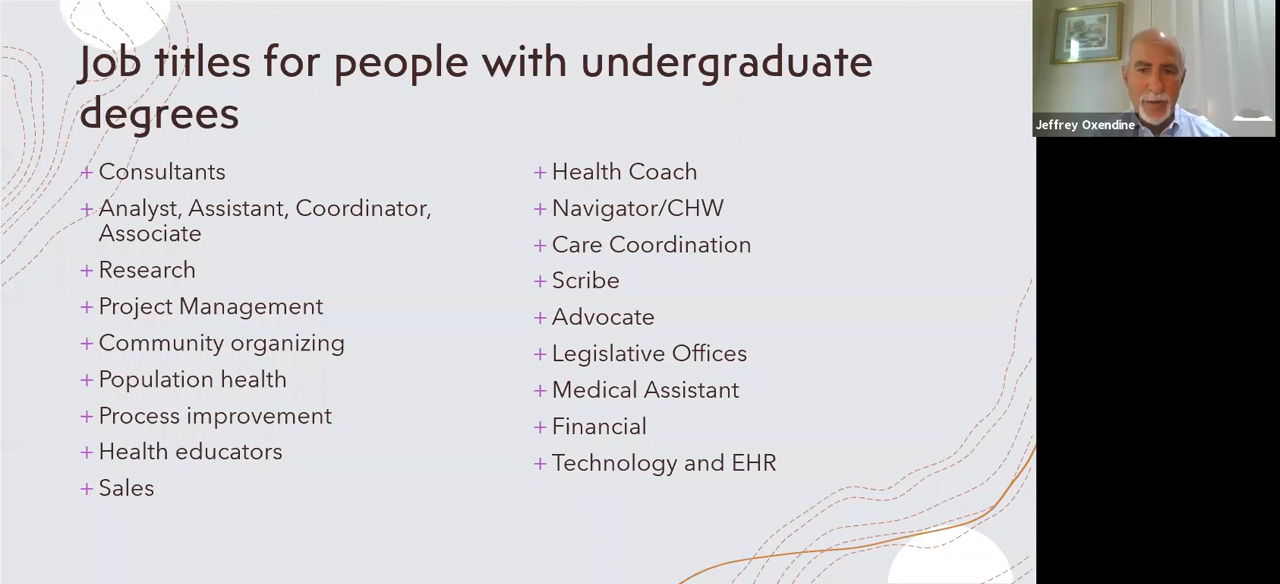 Job titles for people with undergraduate
degrees
+ Consultants
+ Analyst, Assistant, Coordinator,
Associate
+ Research
+ Project Management
+ Community organizing
+ Population health
+ Process improvement
+ Health educators
+ Sales
+ Health Coach
+ Navigator/CHW
+ Care Coordination
+ Scribe
+ Advocate
+ Legislative Offices
+ Medical Assistant
+ Financial
+ Technology and EHR
Jeffrey Oxendine